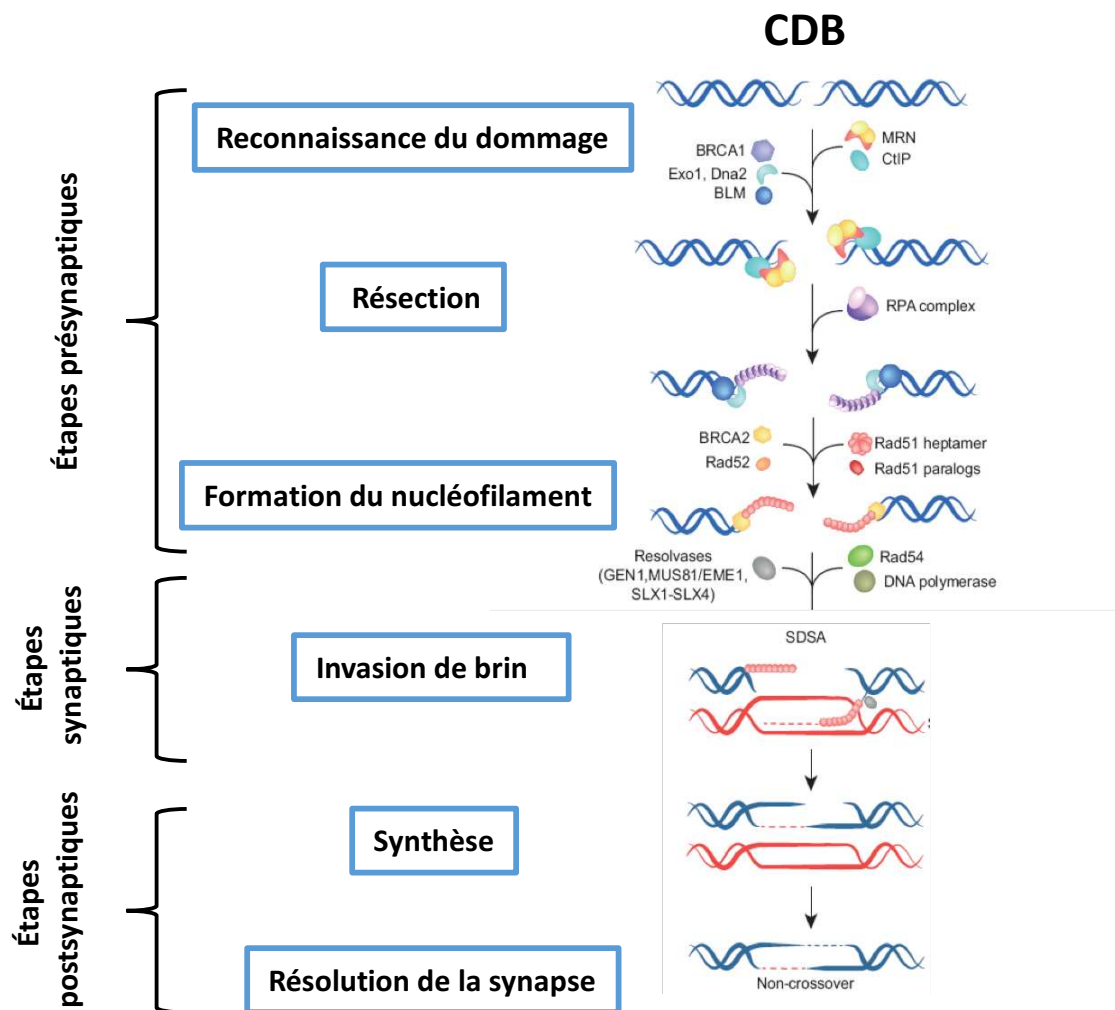 CDB
Étapes présynaptiques
Reconnaissance du dommage
BRCA1
Exo1, Dna2
BLM
MRN
CtIP
Résection
RPA complex
BRCA2
Rad52
Rad51 heptamer
Rad51 paralogs
Formation du nucléofilament
Resolvases
(GEN1,MUS81/EME1,
SLX1-SLX4)
Rad54
DNA polymerase
Étapes
synaptiques
Invasion de brin
SDSA
Étapes
postsynaptiques
Synthèse
Résolution de la synapse
Non-crossover